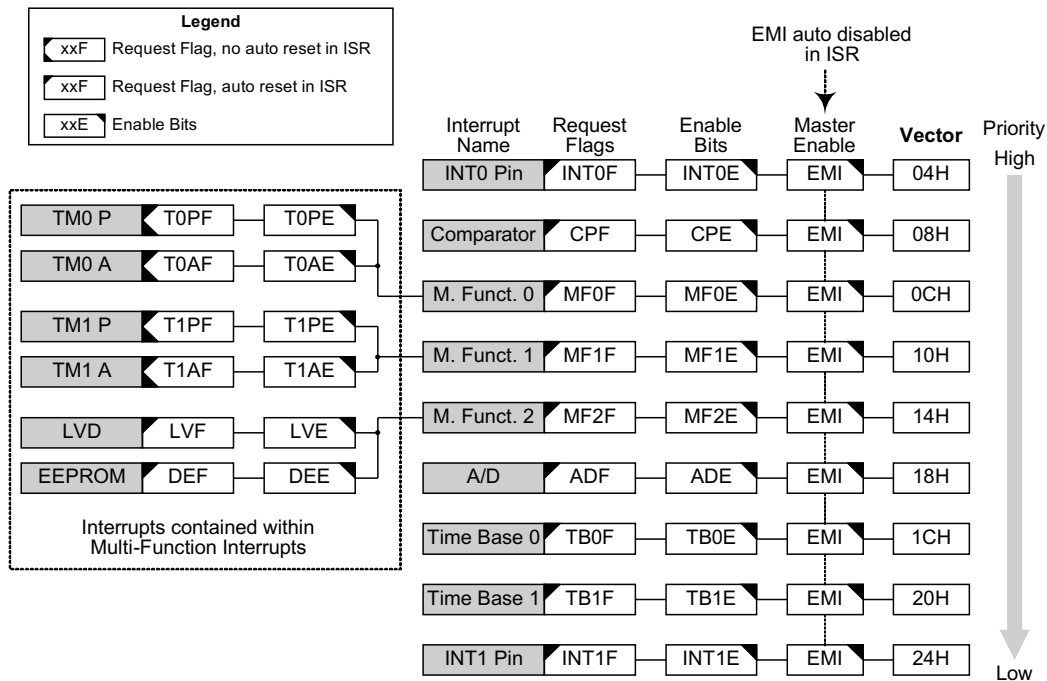 Legend
xxF Request Flag, no auto reset in ISR
xxF Request Flag, auto reset in ISR
xxE Enable Bits
EMI auto disabled
in ISR
Interrupt Name Request Flags Enable Bits Master Enable Vector Priority
High
INT0 Pin INT0F INT0E EMI 04H
TM0 P T0PF T0PE
Comparator CPF CPE EMI 08H
TM0 A T0AF T0AE
M. Funct. 0 MF0F MF0E EMI 0CH
TM1 P T1PF T1PE
M. Funct. 1 MF1F MF1E EMI 10H
TM1 A T1AF T1AE
M. Funct. 2 MF2F MF2E EMI 14H
LVD LVF LVE
EEPROM DEF DEE
A/D ADF ADE EMI 18H
Interrupts contained within
Multi-Function Interrupts
Time Base 0 TB0F TB0E EMI 1CH
Time Base 1 TB1F TB1E EMI 20H
INT1 Pin INT1F INT1E EMI 24H
Low